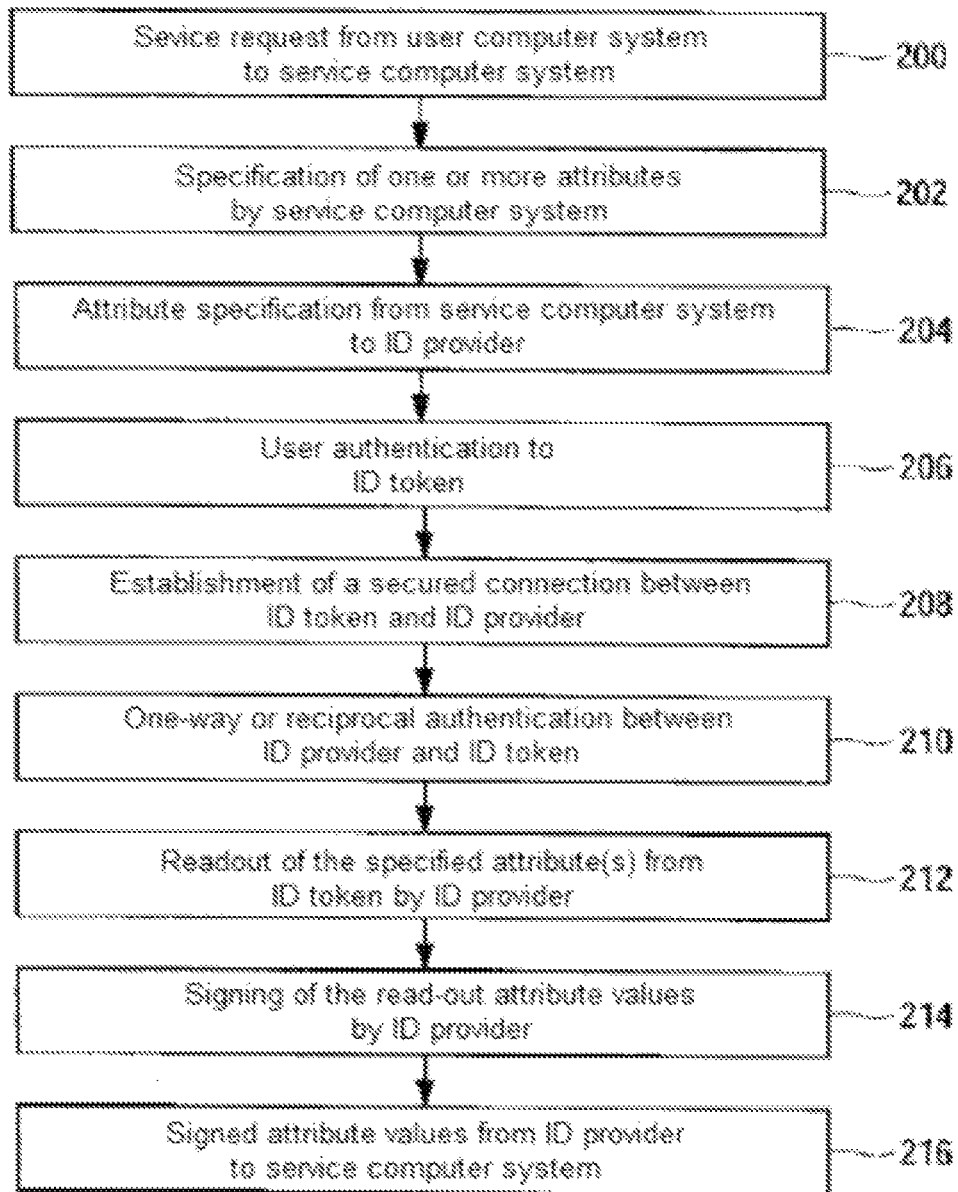 Sevice request from user computer system
to service computer system
200
Specification of one or more attributes
by service computer system
202
Attribute specification from service computer system
to ID provider
204
User authentication to
ID token
206
Establishment of a secured connection between
ID token and ID provider
208
One-way or reciprocal authentication between
ID provider and ID token
210
Readout of the specified attribute(s) from
ID token by ID provider
212
Signing of the read-out attribute values
by ID provider
214
Signed attribute values from ID provider
to service computer system
216